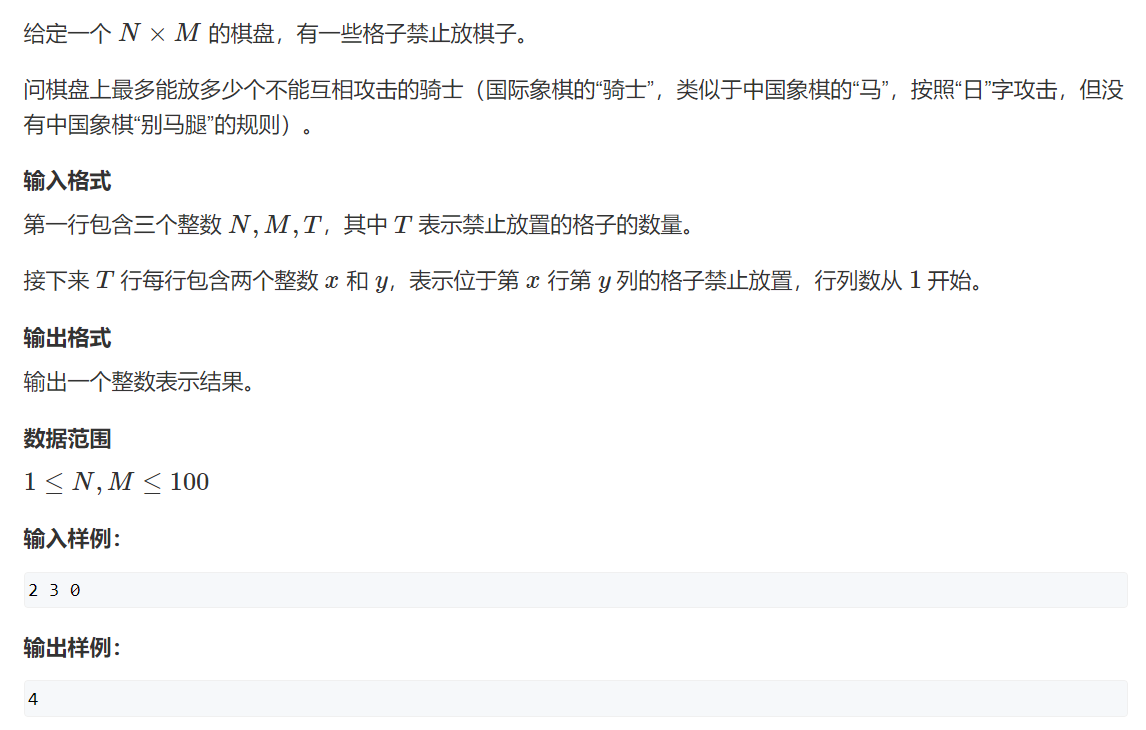 给定一个 N × M 的棋盘，有一些格子禁止放棋子。
问棋盘上最多能放多少个不能互相攻击的骑士（国际象棋的“骑士”，类似于中国象棋的“马”，按照“日”字攻击，但没
有中国象棋“别马腿”的规则）。
输入格式
第一行包含三个整数 N, M, T，其中 T 表示禁止放置的格子的数量。
接下来 T 行每行包含两个整数 x 和 y，表示位于第 x 行第 y 列的格子禁止放置，行列数从 1 开始。
输出格式
输出一个整数表示结果。
数据范围
1 ≤ N, M ≤ 100
输入样例：
2 3 0
输出样例：
4